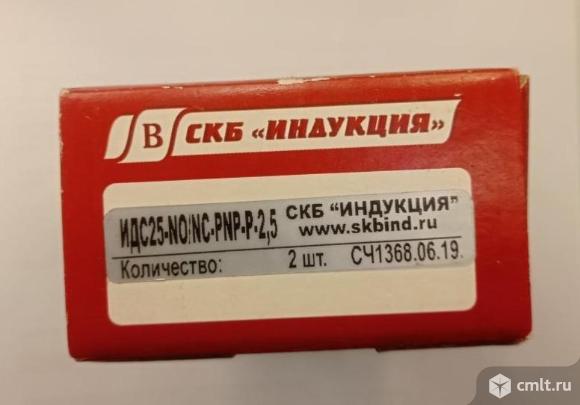 В СКБ «ИНДУКЦИЯ»
ИДС25-NO/NC-PNP-P-2,5 СКБ "ИНДУКЦИЯ"
www.skbind.ru
Количество: 2 шт. СЧ1368.06.19.
cmlt.ru